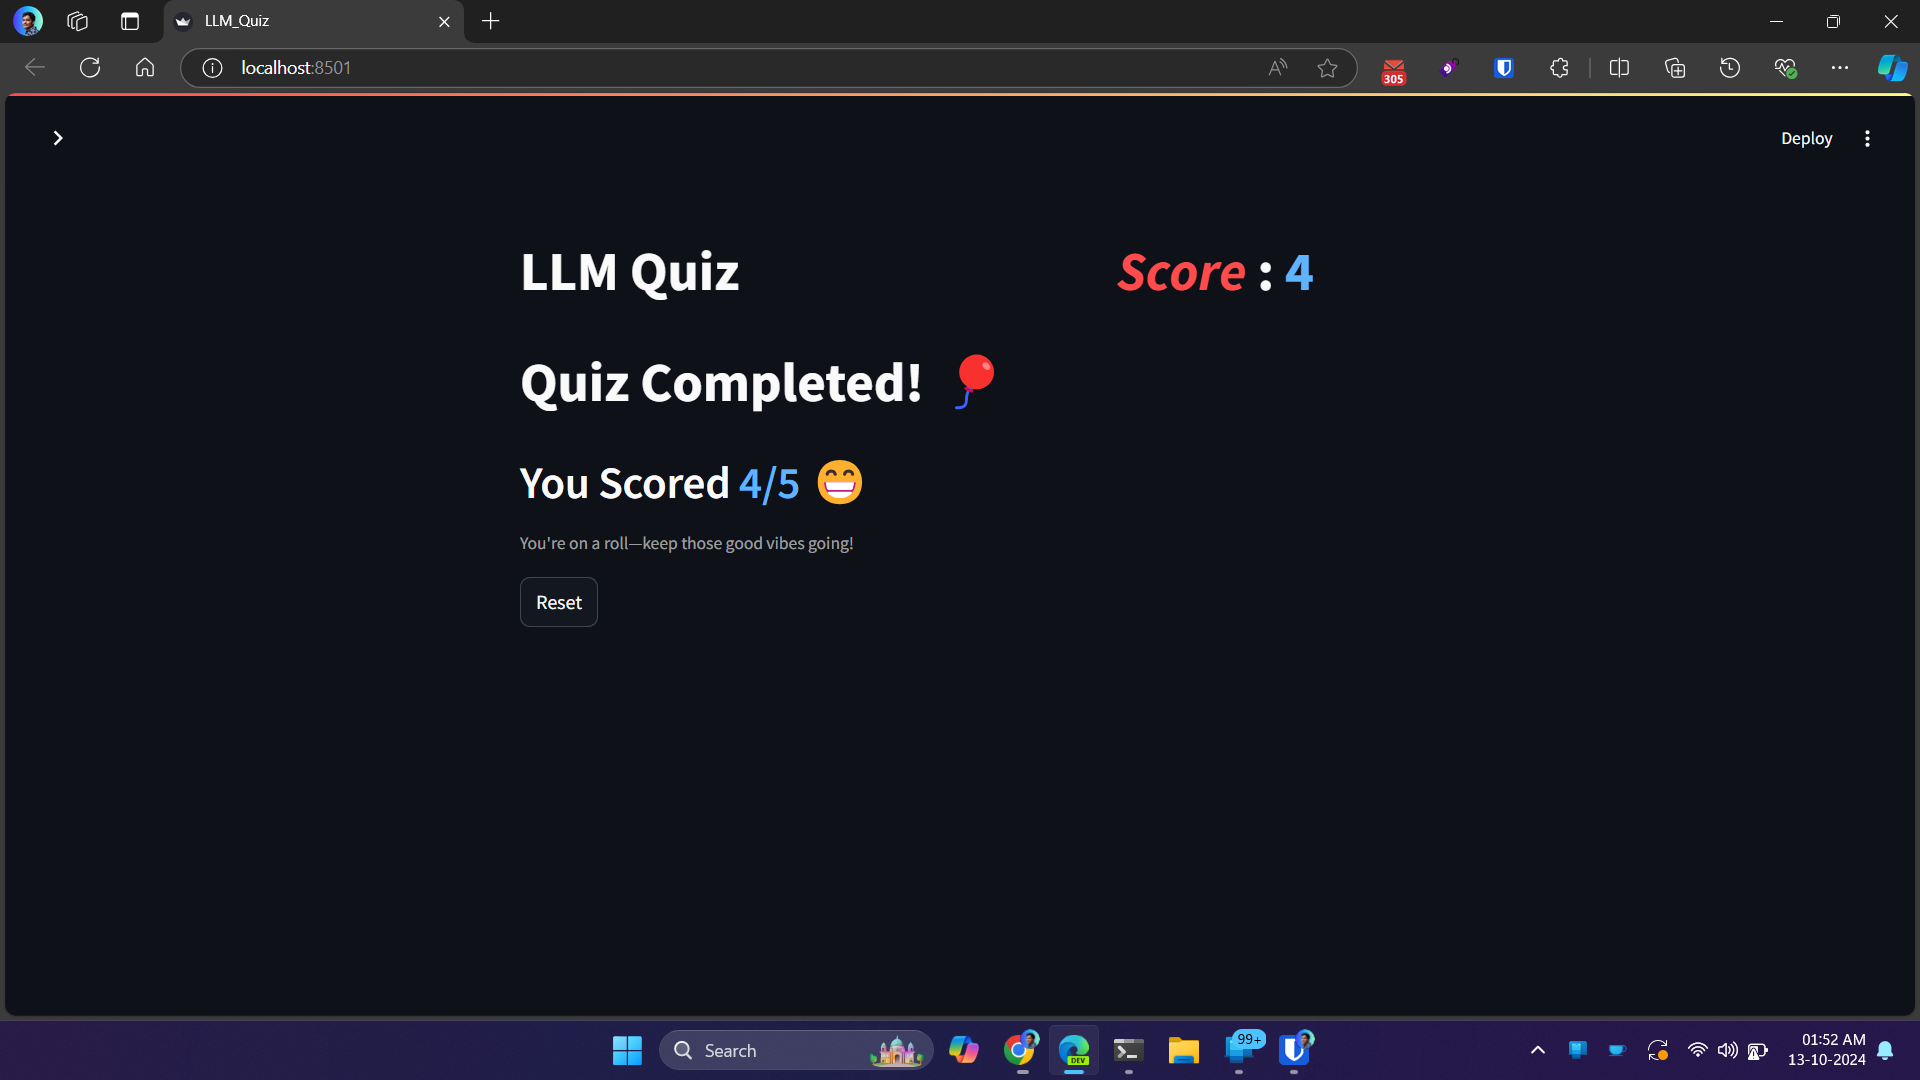 LLM_Quiz
localhost:8501
305
Deploy
LLM Quiz
Score : 4
Quiz Completed!
You Scored 4/5
You're on a roll—keep those good vibes going!
Reset
Search
DEV
99+
01:52 AM
13-10-2024